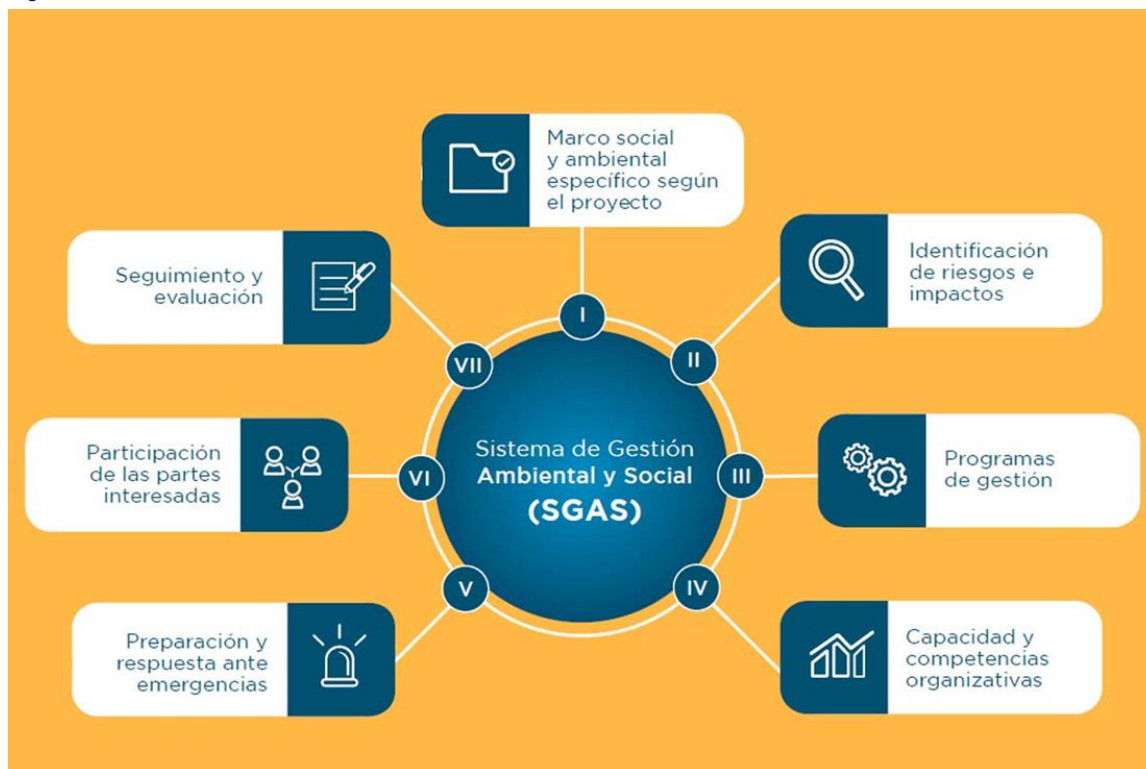 Marco social
y ambiental
específico según
el proyecto
I
Identificación
de riesgos e
impactos
II
Programas
de gestión
III
Capacidad y
competencias
organizativas
IV
Preparación y
respuesta ante
emergencias
V
Participación
de las partes
interesadas
VI
Seguimiento y
evaluación
VII
Sistema de Gestión
Ambiental y Social
(SGAS)